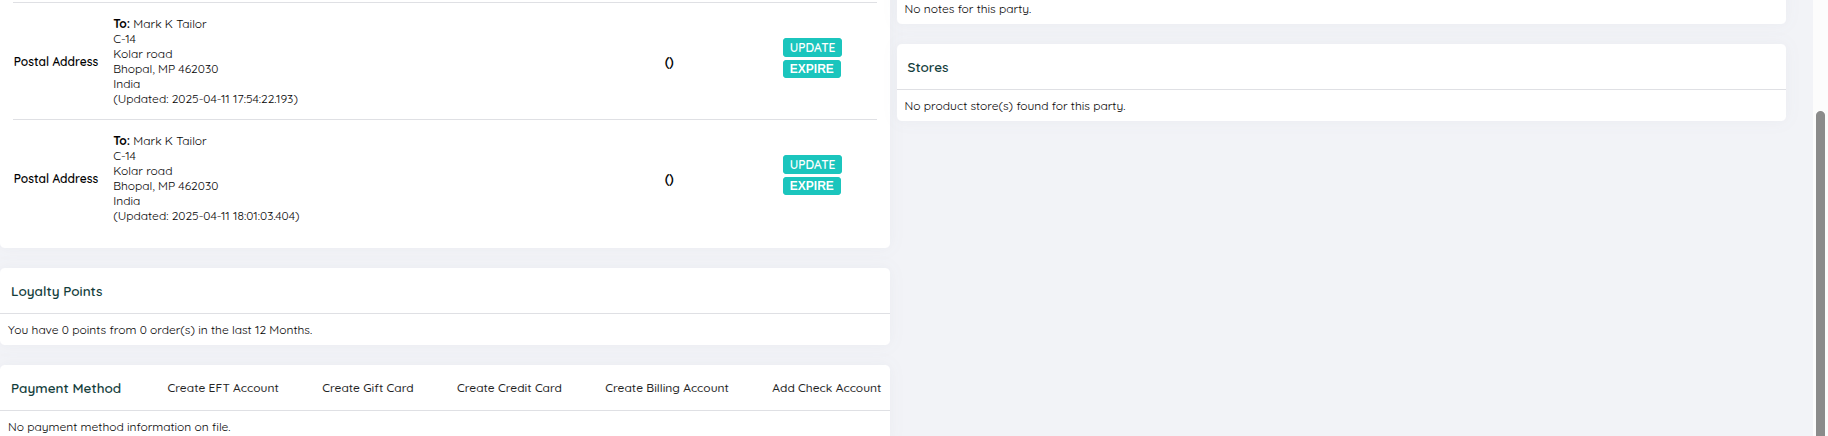 To: Mark K Tailor
C-14
Kolar road
Bhopal, MP 462030
India
(Updated: 2025-04-11 17:54:22.193)
Postal Address
()
UPDATE
EXPIRE
To: Mark K Tailor
C-14
Kolar road
Bhopal, MP 462030
India
(Updated: 2025-04-11 18:01:03.404)
Postal Address
()
UPDATE
EXPIRE
Loyalty Points
You have 0 points from 0 order(s) in the last 12 Months.
Payment Method Create EFT Account Create Gift Card Create Credit Card Create Billing Account Add Check Account
No payment method information on file.
No notes for this party.
Stores
No product store(s) found for this party.